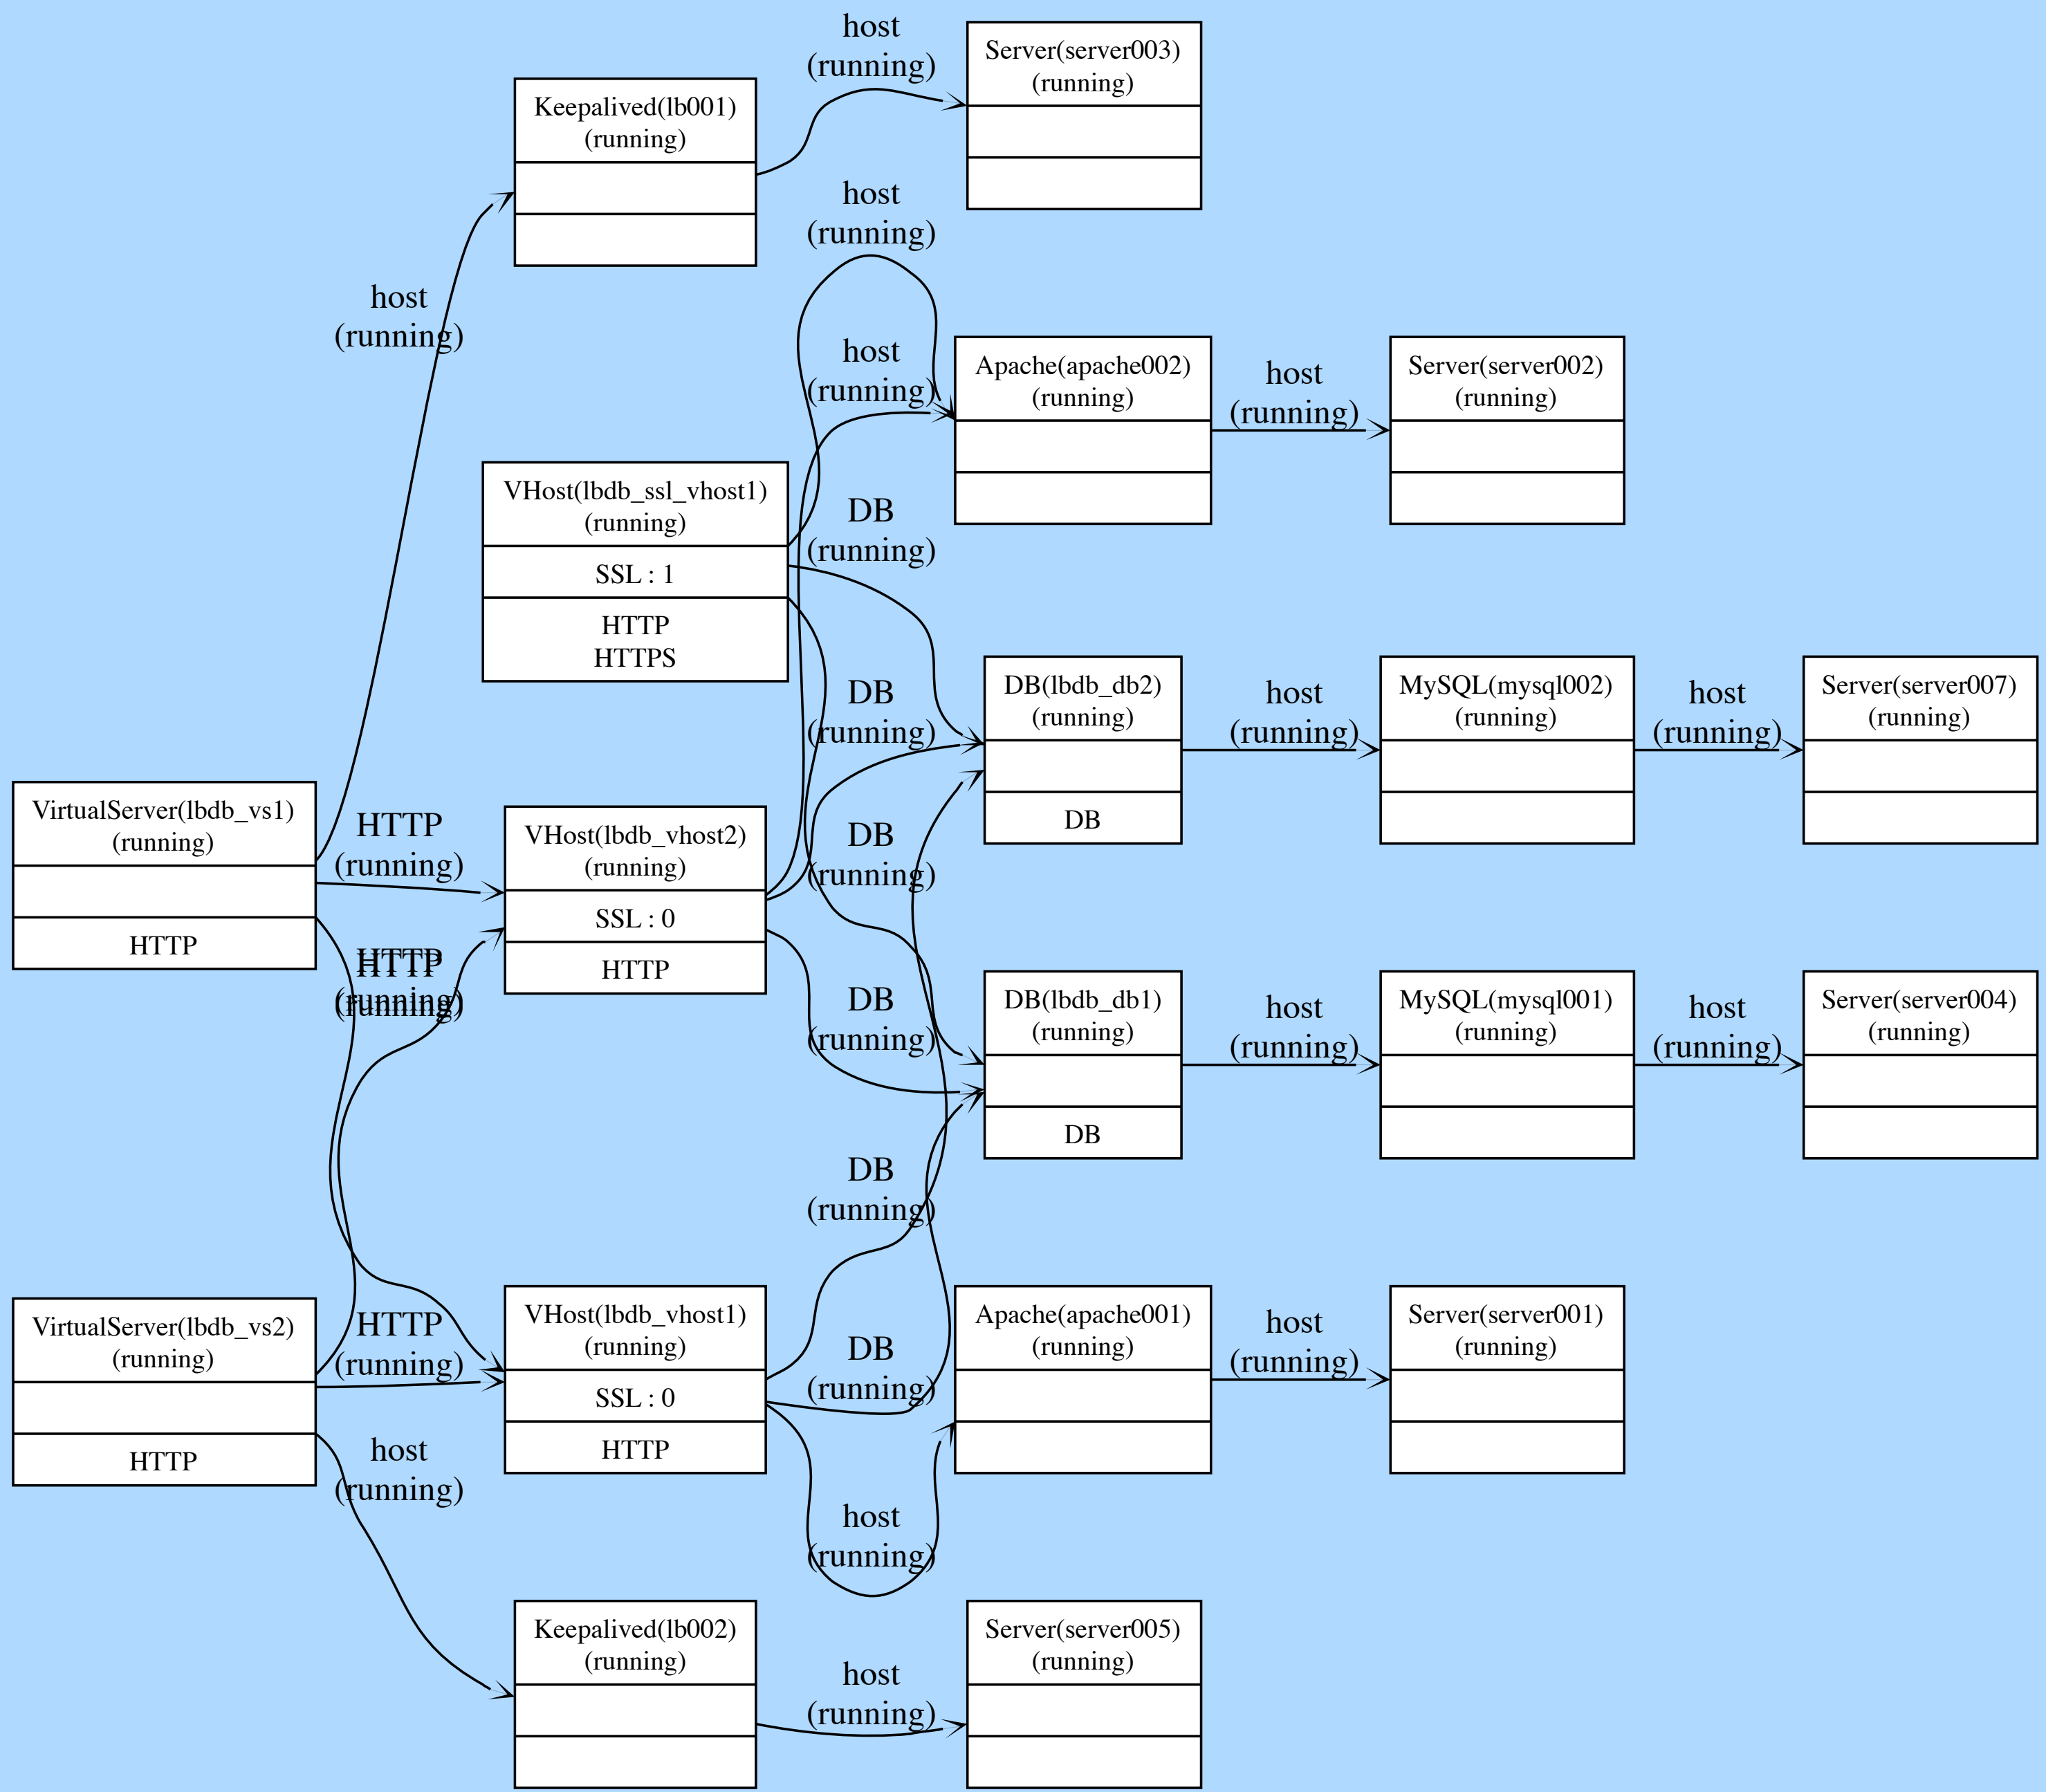 host
(running)
Server(server003)
(running)
Keepalived(lb001)
(running)
host
(running)
host
(running)
host
(running)
Apache(apache002)
(running)
host
(running)
Server(server002)
(running)
VHost(lbdb_ssl_vhost1)
(running)
SSL : 1
HTTP
HTTPS
DB
(running)
DB
(running)
DB(lbdb_db2)
(running)
DB
host
(running)
MySQL(mysql002)
(running)
host
(running)
Server(server007)
(running)
VirtualServer(lbdb_vs1)
(running)
HTTP
HTTP
(running)
VHost(lbdb_vhost2)
(running)
SSL : 0
HTTP
DB
(running)
HTTP
(running)
HTTP
(running)
DB
(running)
DB(lbdb_db1)
(running)
DB
host
(running)
MySQL(mysql001)
(running)
host
(running)
Server(server004)
(running)
DB
(running)
VirtualServer(lbdb_vs2)
(running)
HTTP
HTTP
(running)
VHost(lbdb_vhost1)
(running)
SSL : 0
HTTP
DB
(running)
Apache(apache001)
(running)
host
(running)
Server(server001)
(running)
host
(running)
host
(running)
Keepalived(lb002)
(running)
host
(running)
Server(server005)
(running)